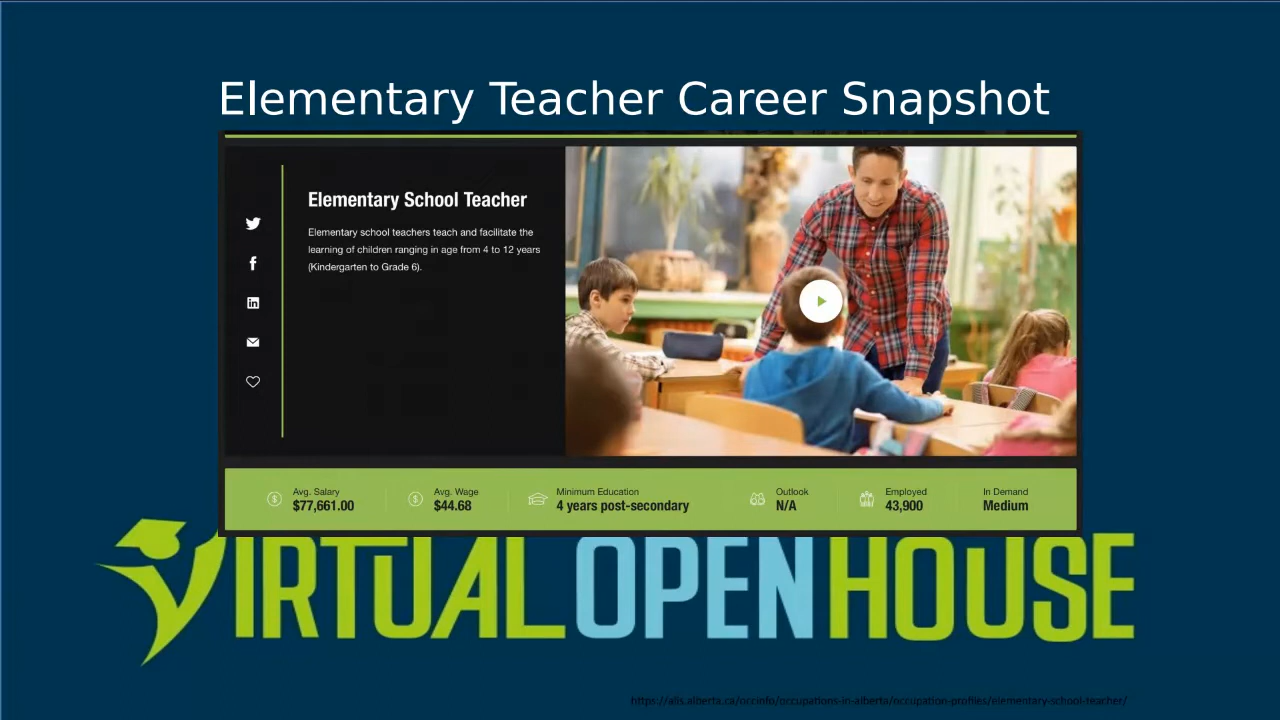 Elementary Teacher Career Snapshot
Elementary School Teacher
Elementary school teachers teach and facilitate the
learning of children ranging in age from 4 to 12 years
(Kindergarten to Grade 6).
Avg. Salary
$77,661.00
Avg. Wage
$44.68
Minimum Education
4 years post-secondary
Outlook
N/A
Employed
43,900
In Demand
Medium
VIRTUAL OPEN HOUSE
https://alis.alberta.ca/occinfo/occupations-in-alberta/occupation-profiles/elementary-school-teacher/